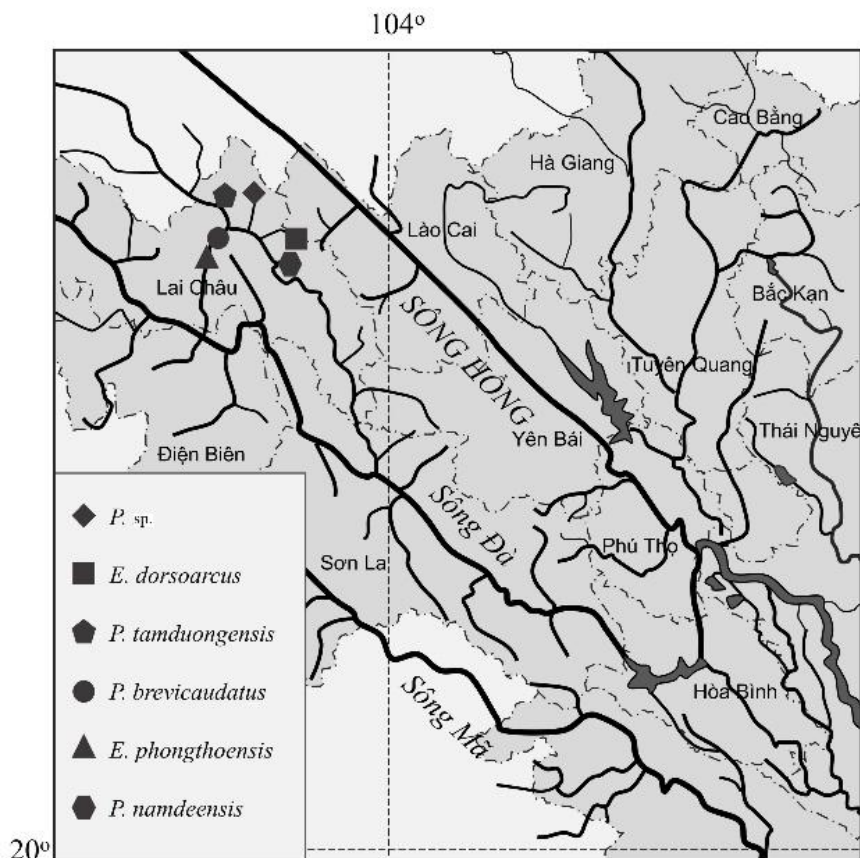 104º
Cao Bằng
Hà Giang
Lào Cai
Lai Châu
Bắc Kạn
SÔNG HỒNG
Tuyên Quang
Yên Bái
Thái Nguyê
Điện Biên
Sông Đà
Phú Thọ
Sơn La
P. sp.
E. dorsoarcus
P. tamduongensis
P. brevicaudatus
E. phongthoensis
P. namdeensis
Sông Mã
Hòa Bình
20º